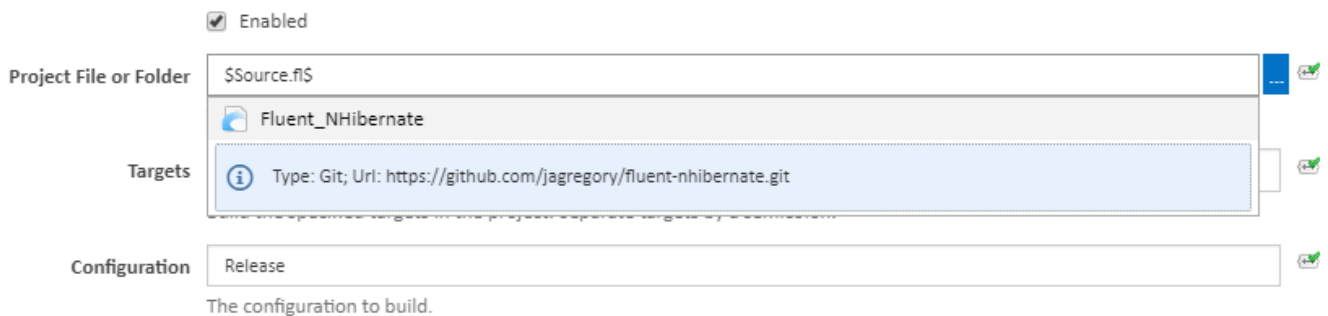 Enabled
Project File or Folder $Source.fl$ ...
Fluent_NHibernate
Targets Type: Git; Url: https://github.com/jagregory/fluent-nhibernate.git
Configuration Release
The configuration to build.